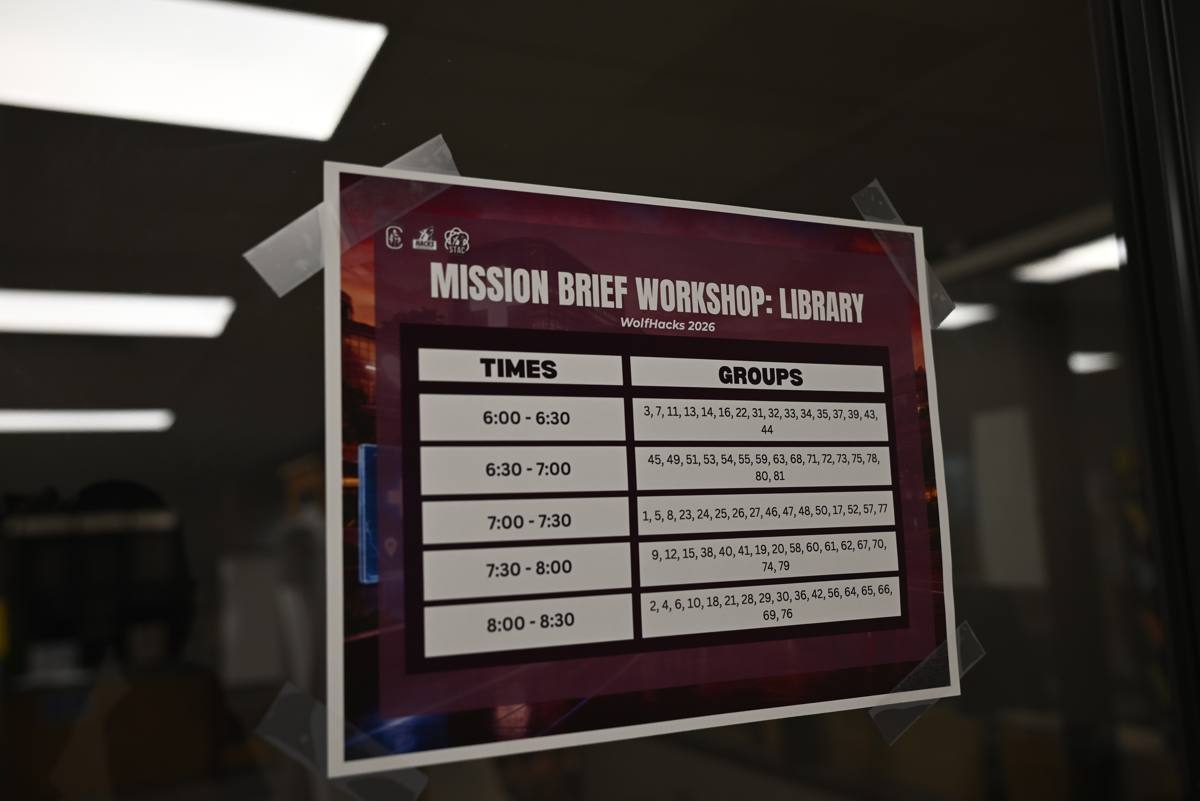 HACKS
STAC
MISSION BRIEF WORKSHOP: LIBRARY
WolfHacks 2026
TIMES
GROUPS
6:00 - 6:30
3, 7, 11, 13, 14, 16, 22, 31, 32, 33, 34, 35, 37, 39, 43,
44
6:30 - 7:00
45, 49, 51, 53, 54, 55, 59, 63, 68, 71, 72, 73, 75, 78,
80, 81
7:00 - 7:30
1, 5, 8, 23, 24, 25, 26, 27, 46, 47, 48, 50, 17, 52, 57, 77
7:30 - 8:00
9, 12, 15, 38, 40, 41, 19, 20, 58, 60, 61, 62, 67, 70,
74, 79
8:00 - 8:30
2, 4, 6, 10, 18, 21, 28, 29, 30, 36, 42, 56, 64, 65, 66,
69, 76